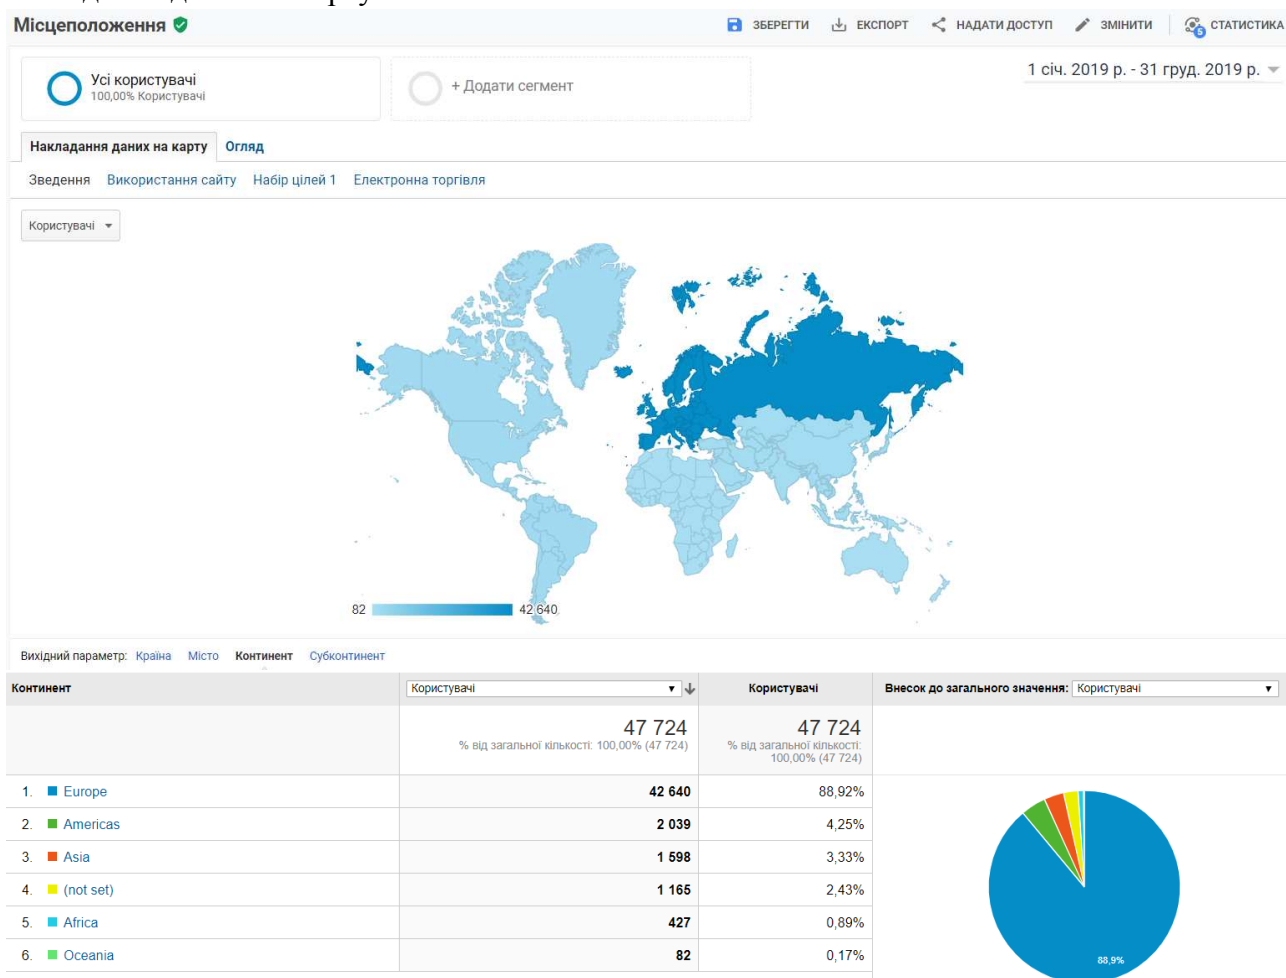 Місцеположення
ЗБЕРЕГТИ ЕКСПОРТ НАДАТИ ДОСТУП ЗМІНИТИ 5 СТАТИСТИКА
Усі користувачі
100,00% Користувачі
+ Додати сегмент
1 січ. 2019 р. - 31 груд. 2019 р.
Накладання даних на карту Огляд
Зведення Використання сайту Набір цілей 1 Електронна торгівля
Користувачі
82 42 640
Вихідний параметр: Країна Місто Континент Субконтинент
Континент Користувачі Користувачі Внесок до загального значення: Користувачі
47 724 47 724
% від загальної кількості: 100,00% (47 724) % від загальної кількості:
100,00% (47 724)
1. Europe 42 640 88,92%
2. Americas 2 039 4,25%
3. Asia 1 598 3,33%
4. (not set) 1 165 2,43%
5. Africa 427 0,89%
6. Oceania 82 0,17%
88,9%